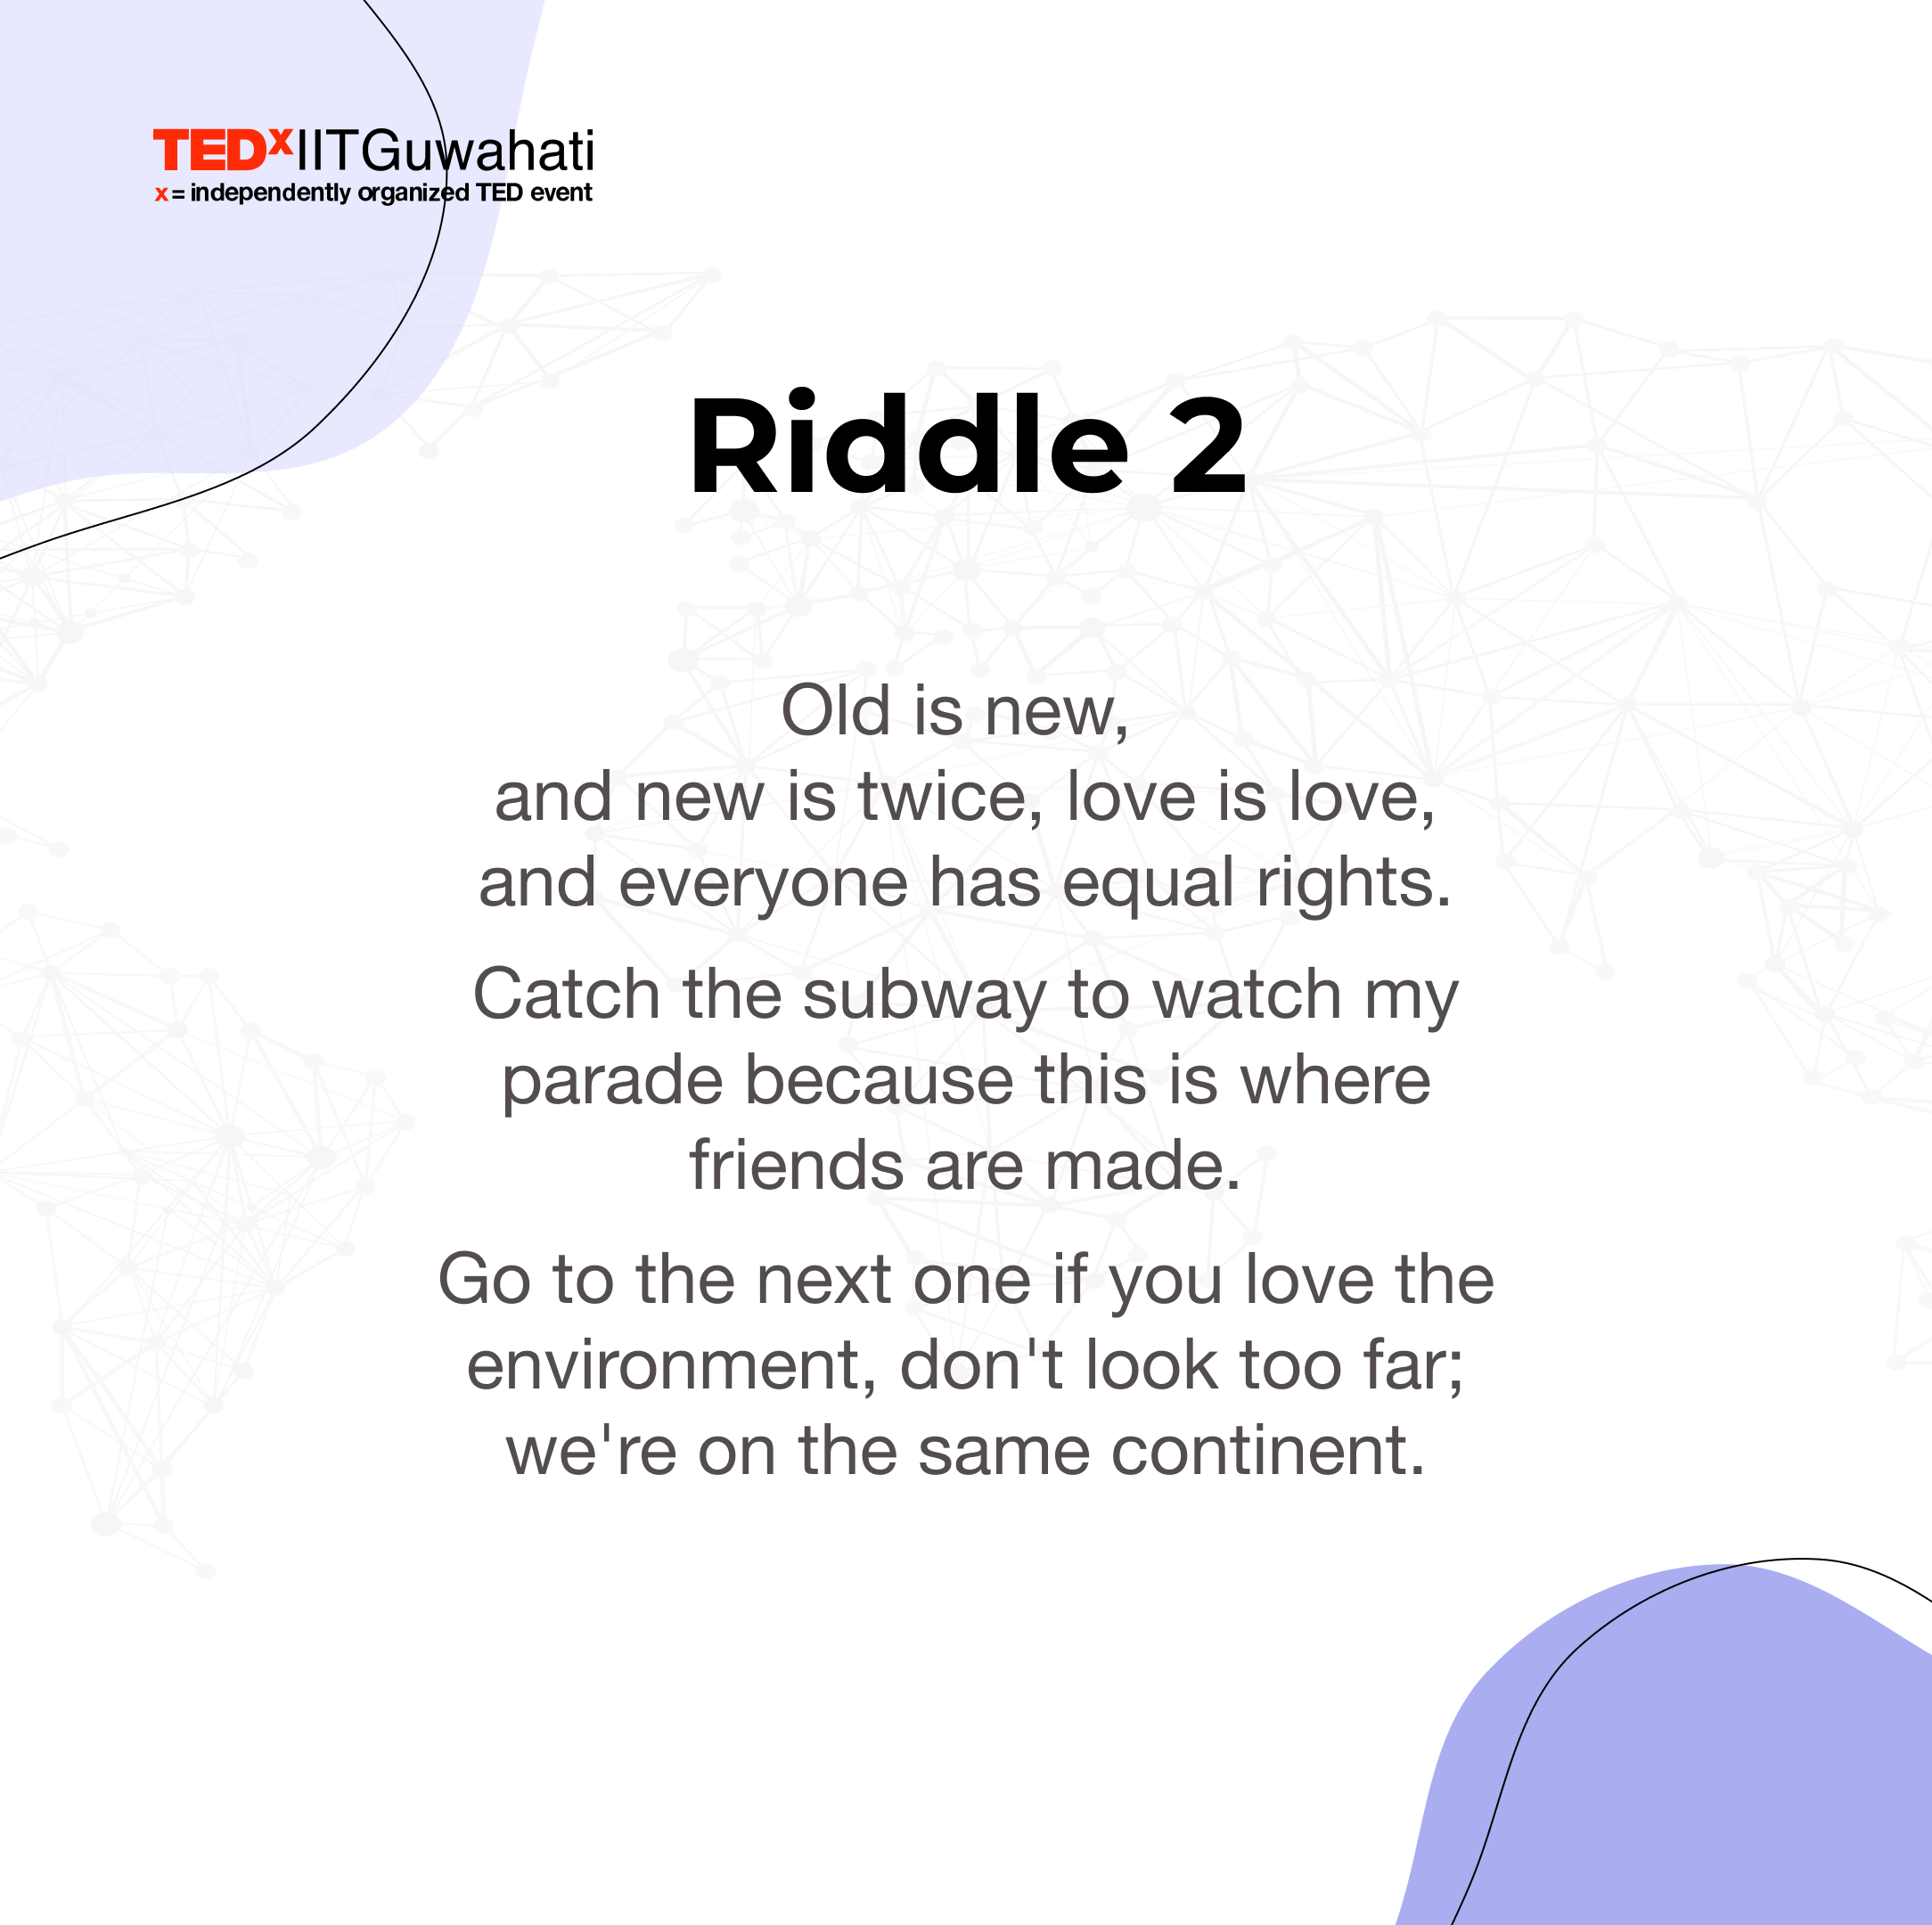 TEDxIITGuwahati
x = independently organized TED event
Riddle 2
Old is new,
and new is twice, love is love,
and everyone has equal rights.
Catch the subway to watch my
parade because this is where
friends are made.
Go to the next one if you love the
environment, don't look too far;
we're on the same continent.